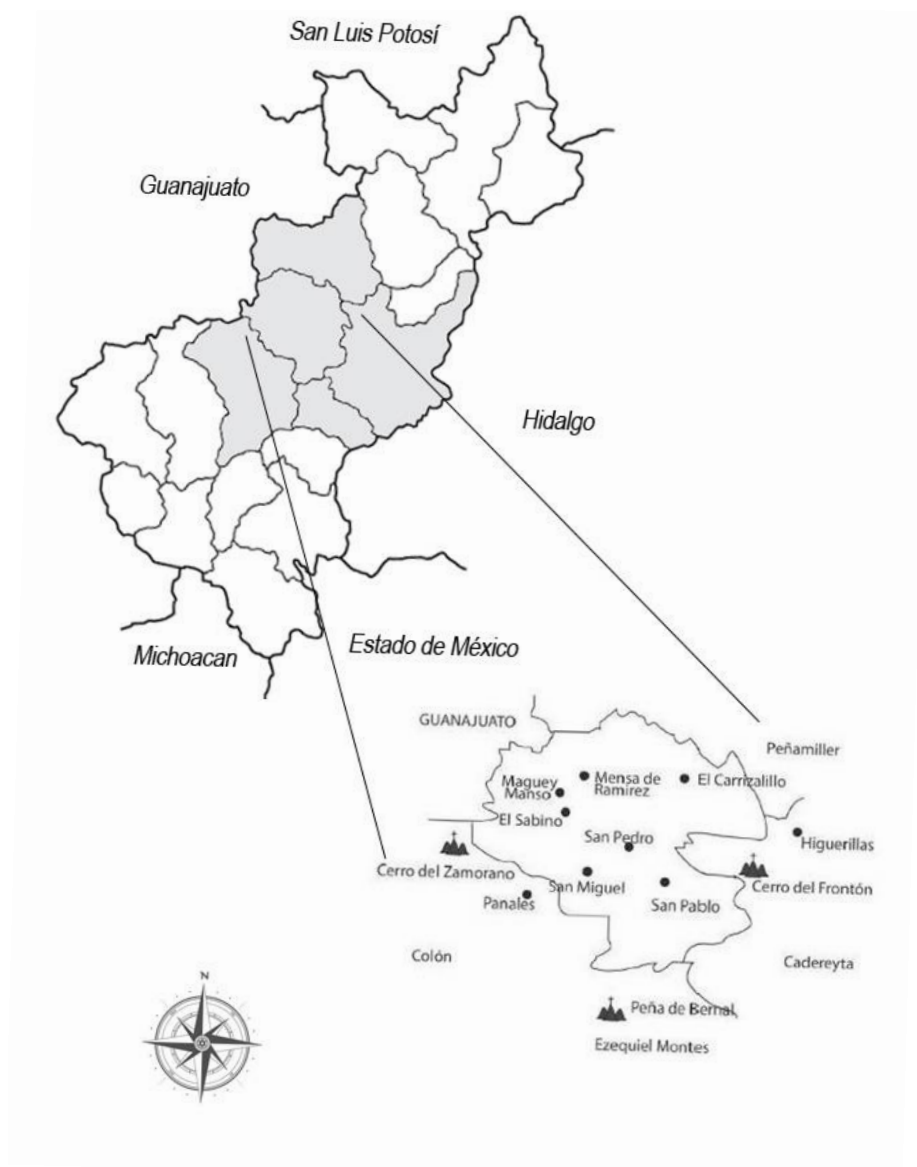 San Luis Potosí
Guanajuato
Hidalgo
Michoacan
Estado de México
GUANAJUATO
Peñamiller
Maguey
Manso
Mensa de
Ramirez
El Carrizalillo
El Sabino
San Pedro
Higuerillas
Cerro del Zamorano
San Miguel
Cerro del Frontón
Panales
San Pablo
Colón
Cadereyta
N
Peña de Bernal
Ezequiel Montes